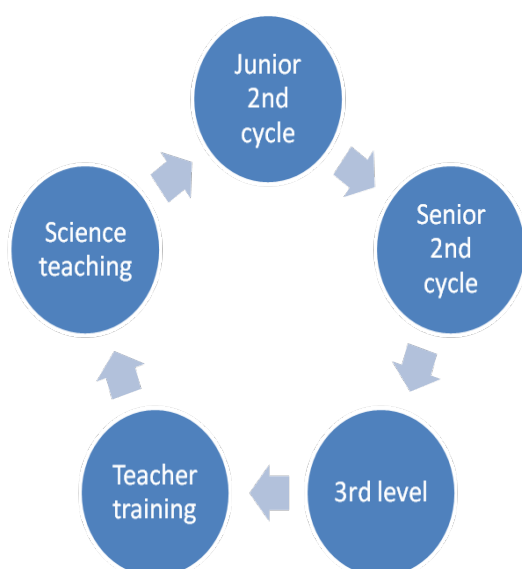 Junior
2nd
cycle
Senior
2nd
cycle
3rd level
Teacher
training
Science
teaching